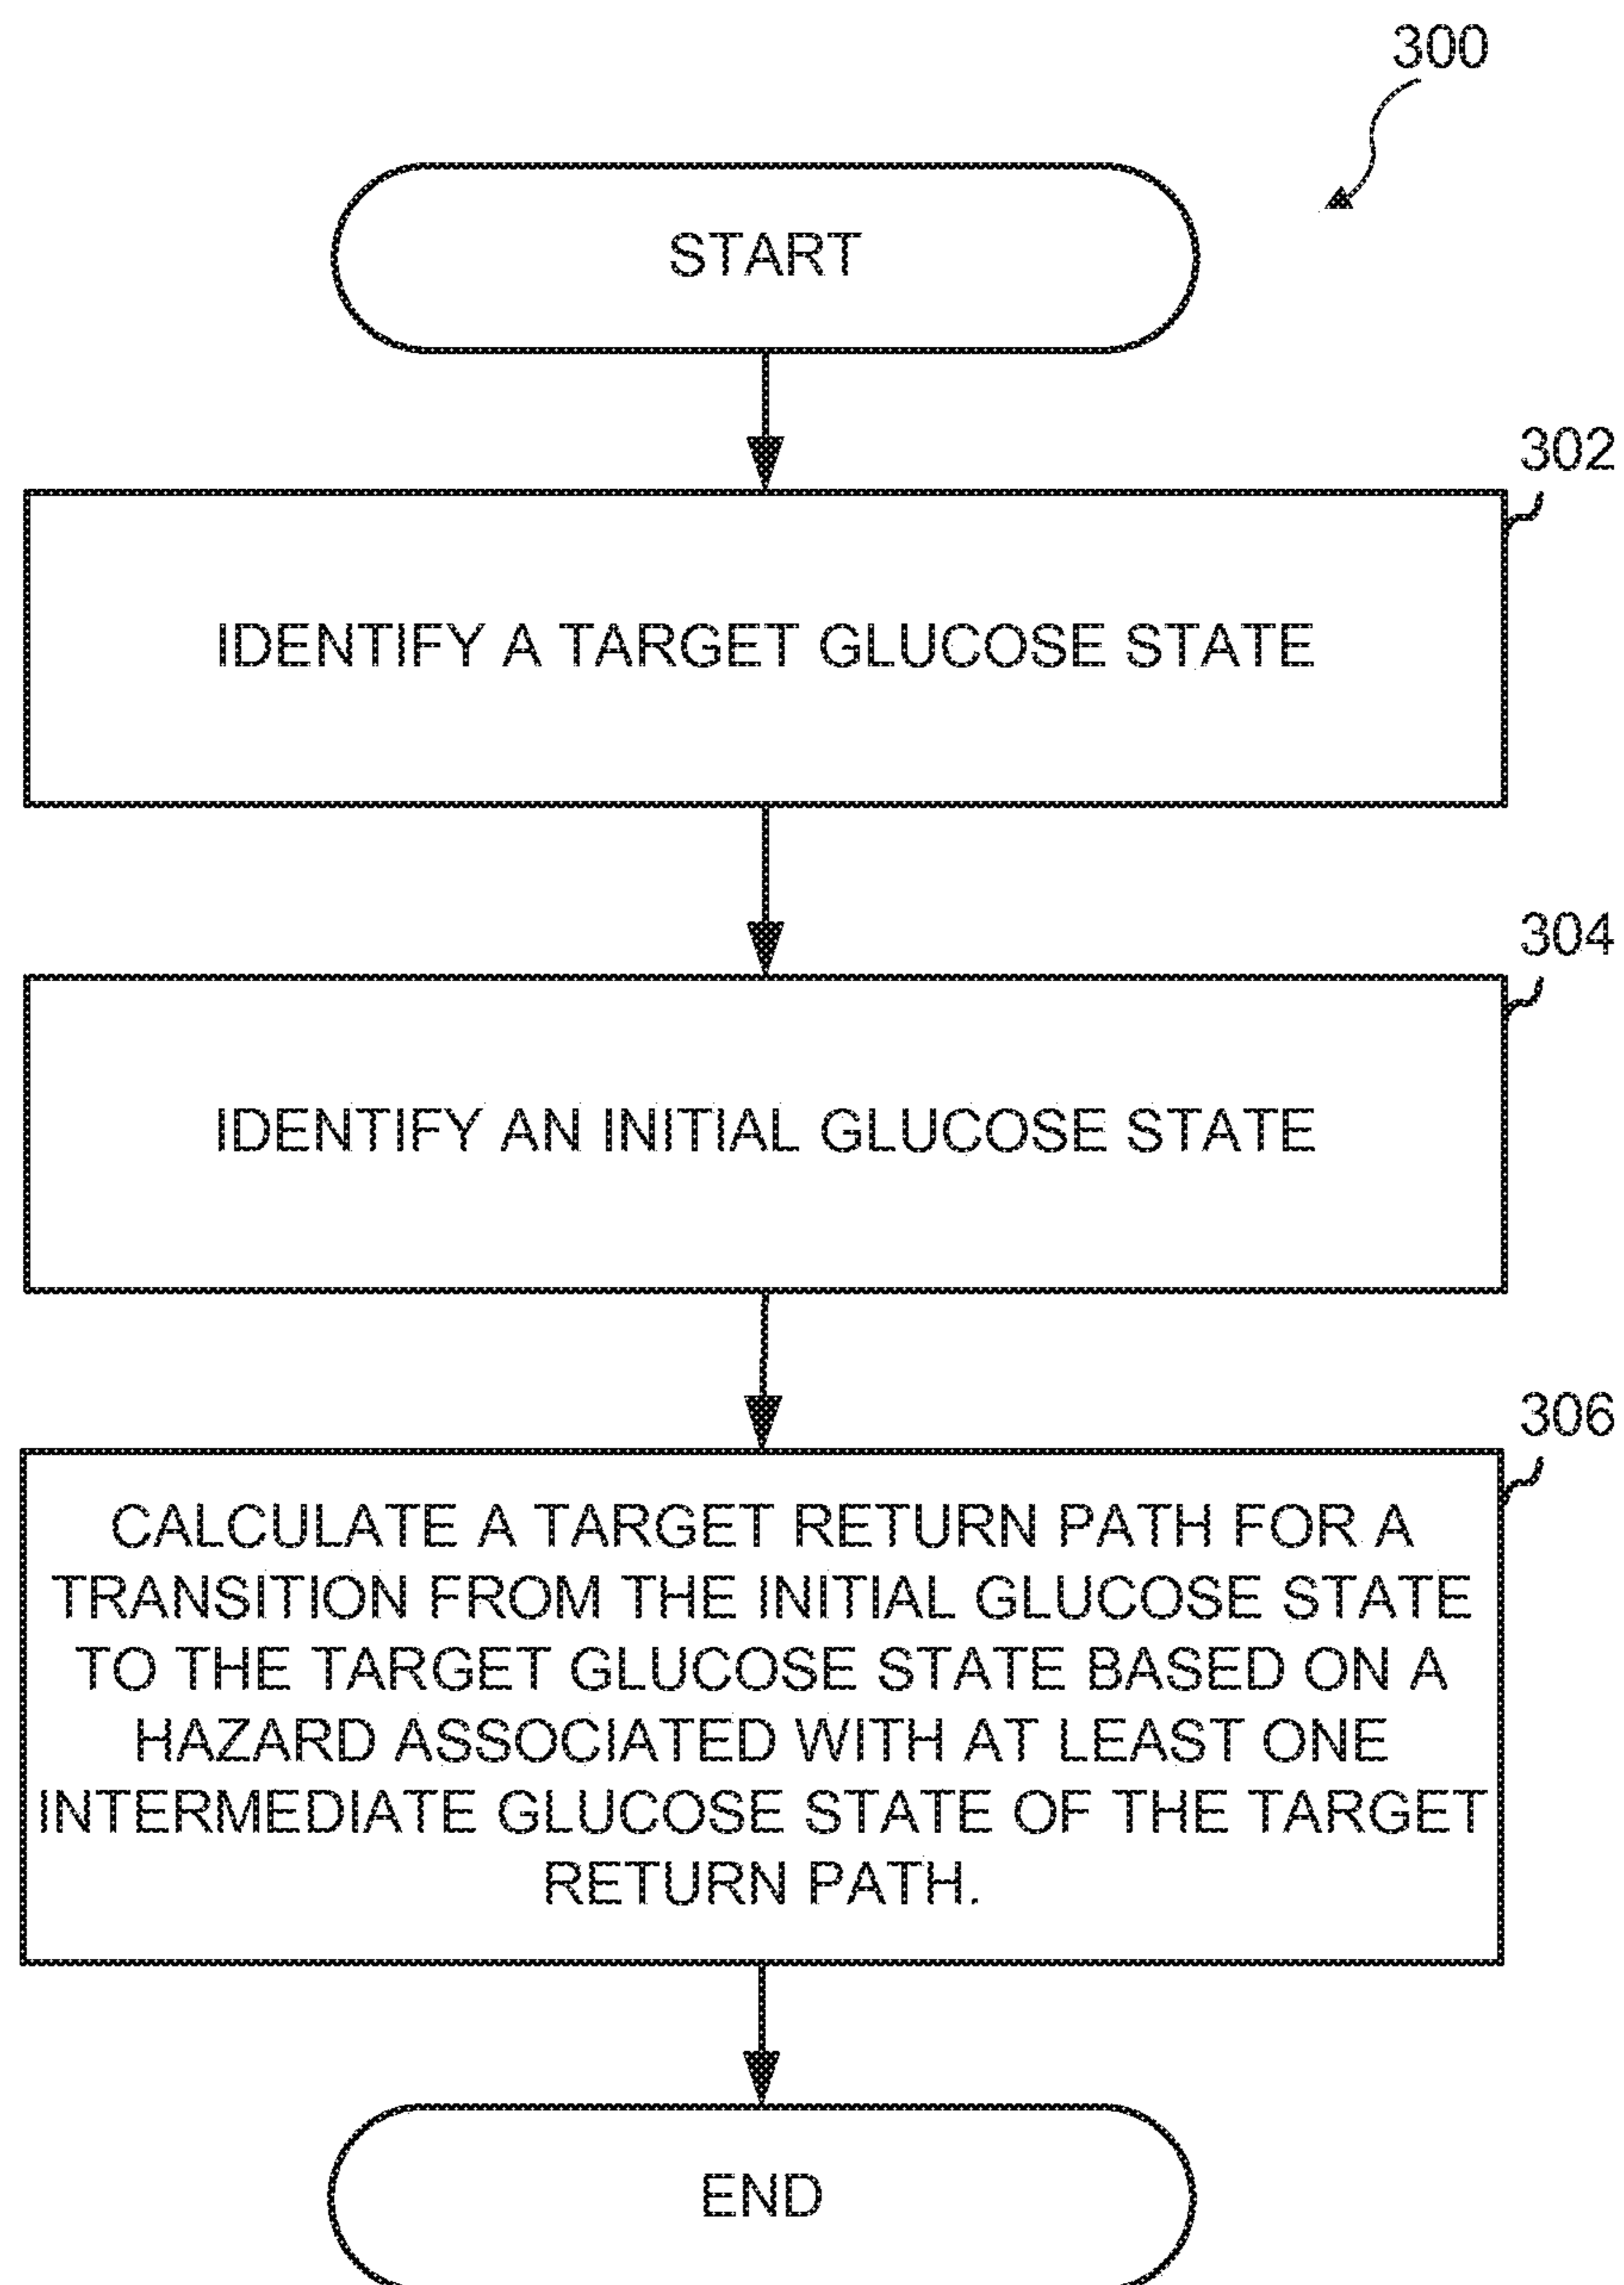 300
START
302
IDENTIFY A TARGET GLUCOSE STATE
304
IDENTIFY AN INITIAL GLUCOSE STATE
306
CALCULATE A TARGET RETURN PATH FOR A
TRANSITION FROM THE INITIAL GLUCOSE STATE
TO THE TARGET GLUCOSE STATE BASED ON A
HAZARD ASSOCIATED WITH AT LEAST ONE
INTERMEDIATE GLUCOSE STATE OF THE TARGET
RETURN PATH.
END